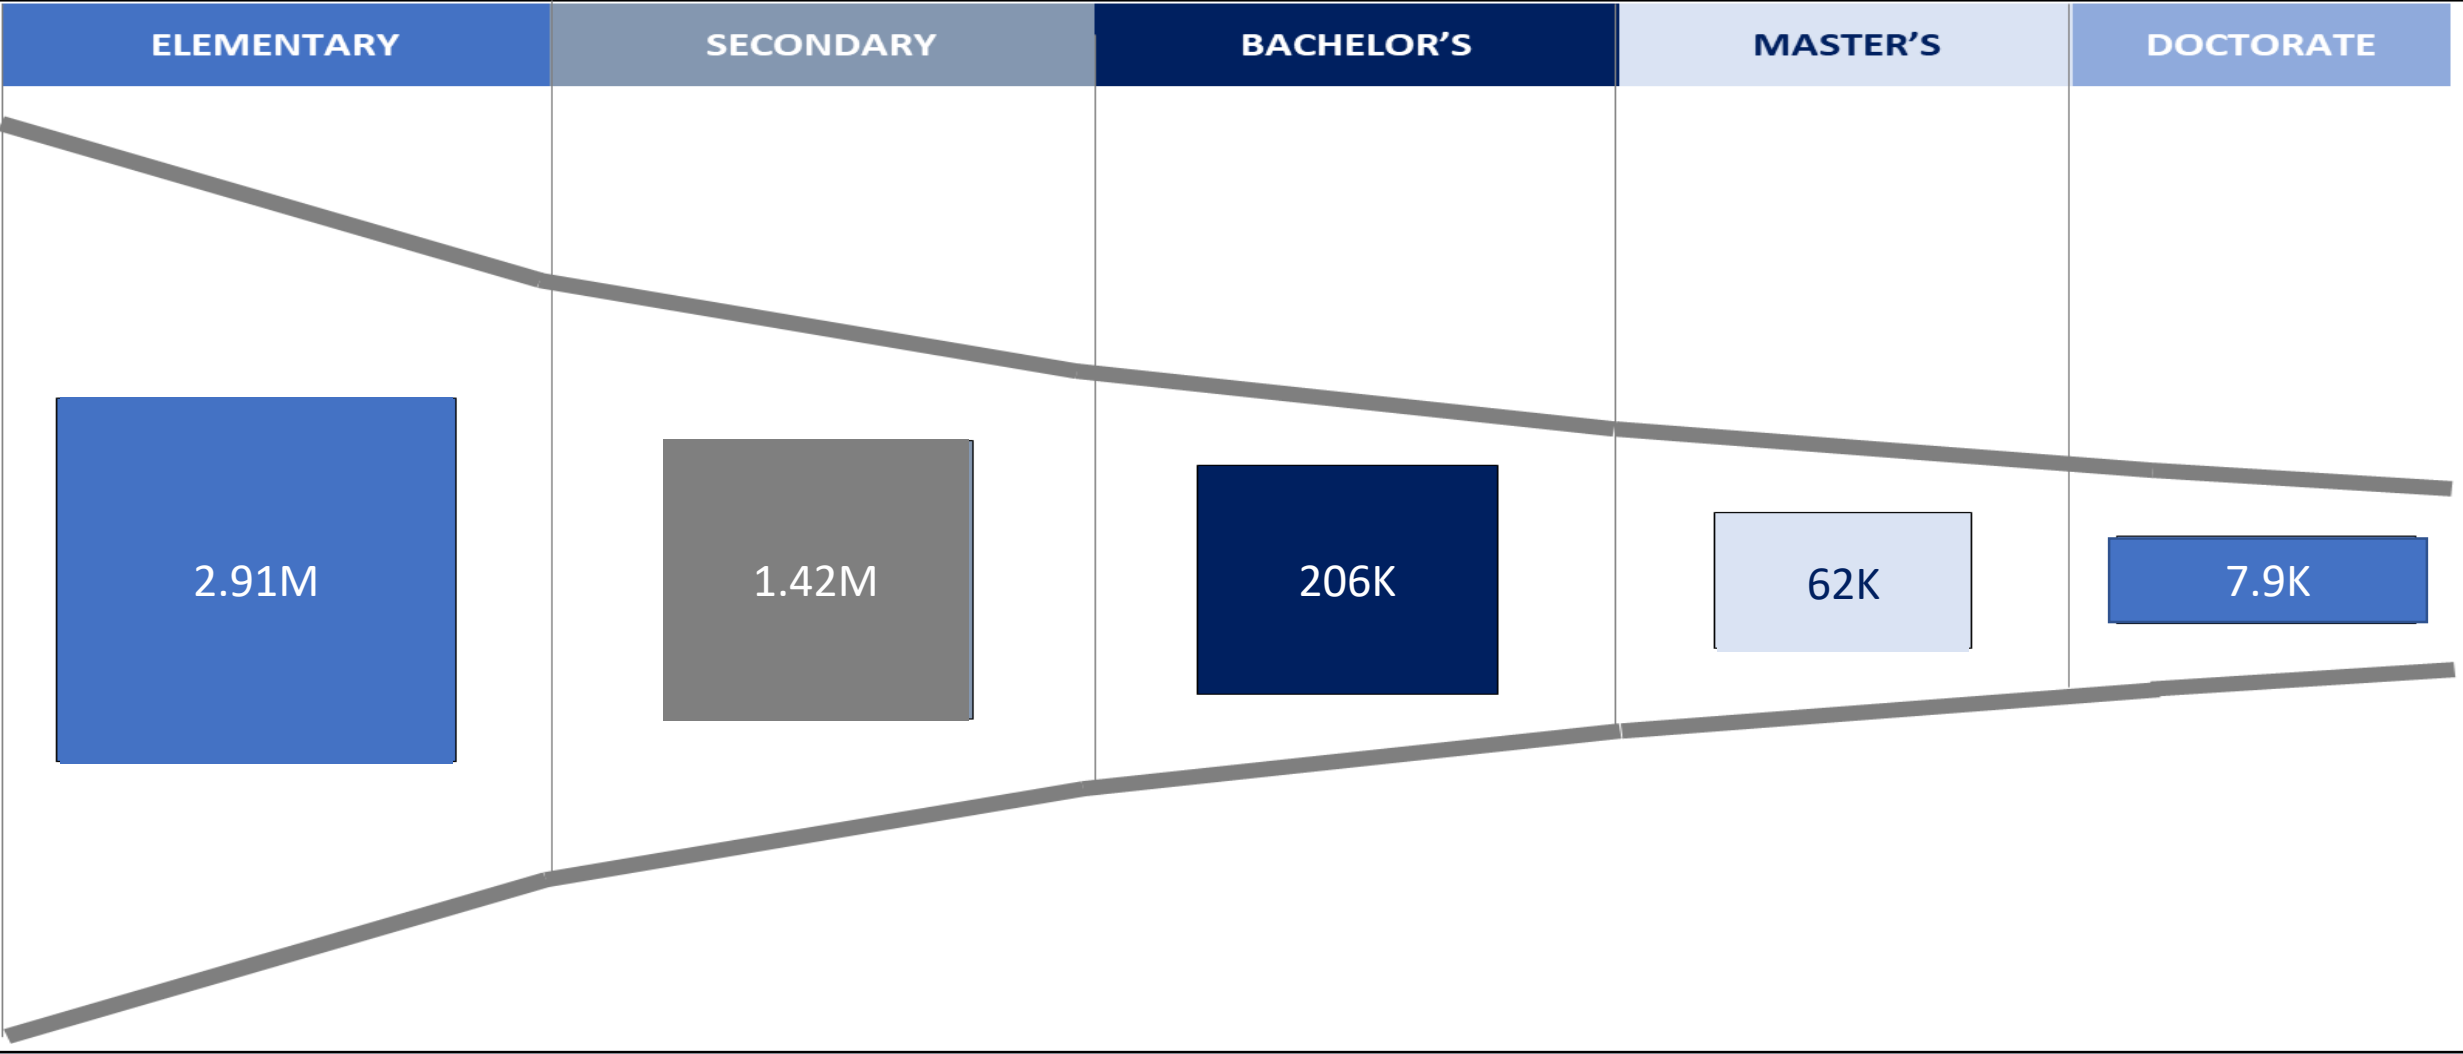 ELEMENTARY
SECONDARY
BACHELOR’S
MASTER’S
DOCTORATE
2.91M
1.42M
206K
62K
7.9K